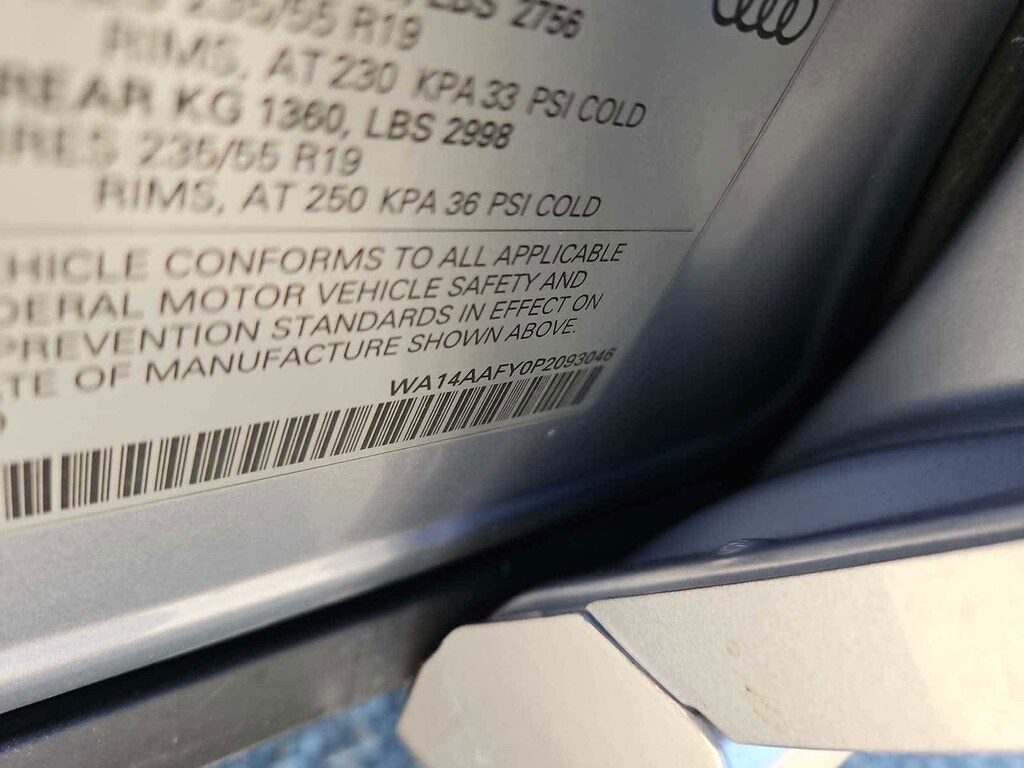 LBS 2756
235/55 R19
RIMS, AT 230 KPA 33 PSI COLD
REAR KG 1360, LBS 2998
235/55 R19
RIMS, AT 250 KPA 36 PSI COLD
HICLE CONFORMS TO ALL APPLICABLE
DERAL MOTOR VEHICLE SAFETY AND
PREVENTION STANDARDS IN EFFECT ON
TE OF MANUFACTURE SHOWN ABOVE.
WA14AAFY0P2093046